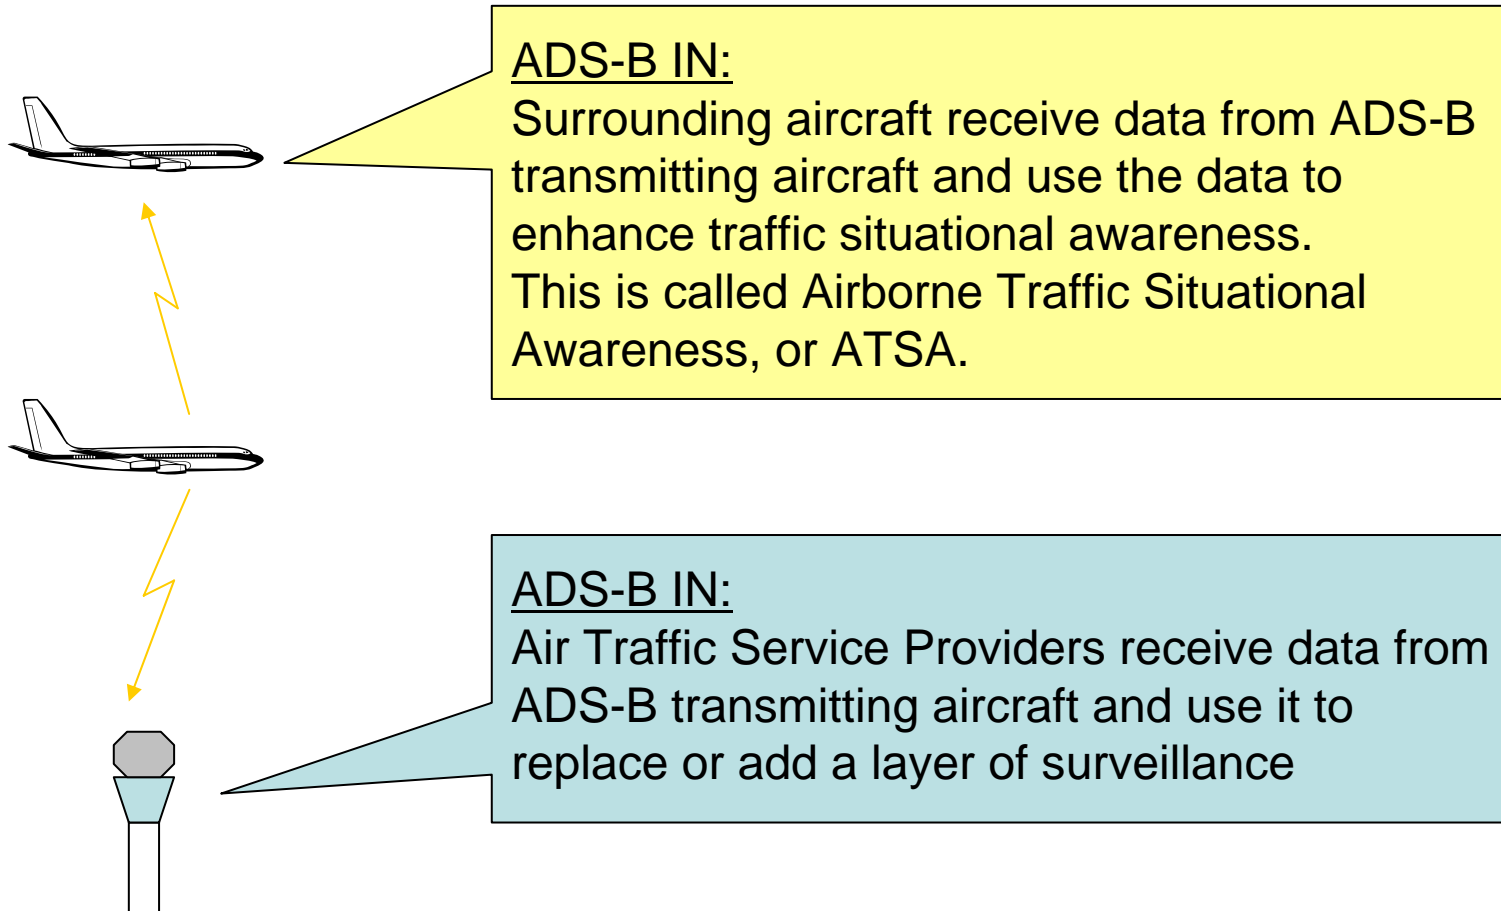 ADS-B IN:
Surrounding aircraft receive data from ADS-B
transmitting aircraft and use the data to
enhance traffic situational awareness.
This is called Airborne Traffic Situational
Awareness, or ATSA.
ADS-B IN:
Air Traffic Service Providers receive data from
ADS-B transmitting aircraft and use it to
replace or add a layer of surveillance